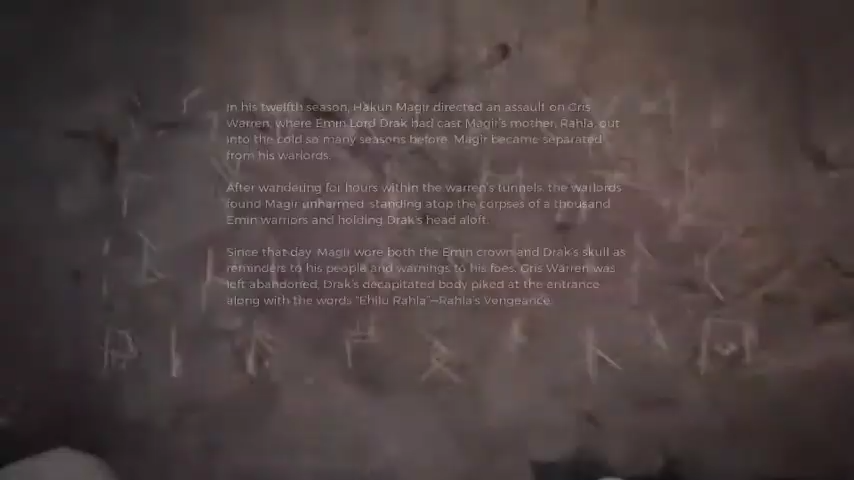 In his twelfth season, Hakun Magir directed an assault on Gris
Warren, where Emin Lord Drak had cast Magir's mother, Rahla, out
into the cold so many seasons before. Magir became separated
from his warlords.
After wandering for hours within the warren's tunnels, the warlords
found Magir unharmed, standing atop the corpses of a thousand
Emin warriors and holding Drak's head aloft.
Since that day, Magir wore both the Emin crown and Drak's skull as
reminders to his people and warnings to his foes. Gris Warren was
left abandoned, Drak's decapitated body piked at the entrance
along with the words "Ehilu Rahla"—Rahla's Vengeance.